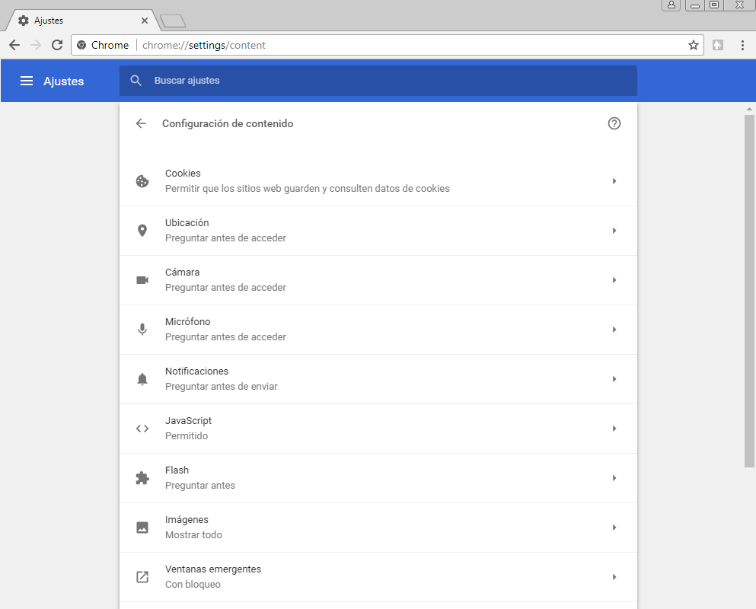 Ajustes
Chrome chrome://settings/content
Ajustes Buscar ajustes
Configuración de contenido
Cookies
Permitir que los sitios web guarden y consulten datos de cookies
Ubicación
Preguntar antes de acceder
Cámara
Preguntar antes de acceder
Micrófono
Preguntar antes de acceder
Notificaciones
Preguntar antes de enviar
JavaScript
Permitido
Flash
Preguntar antes
Imágenes
Mostrar todo
Ventanas emergentes
Con bloqueo